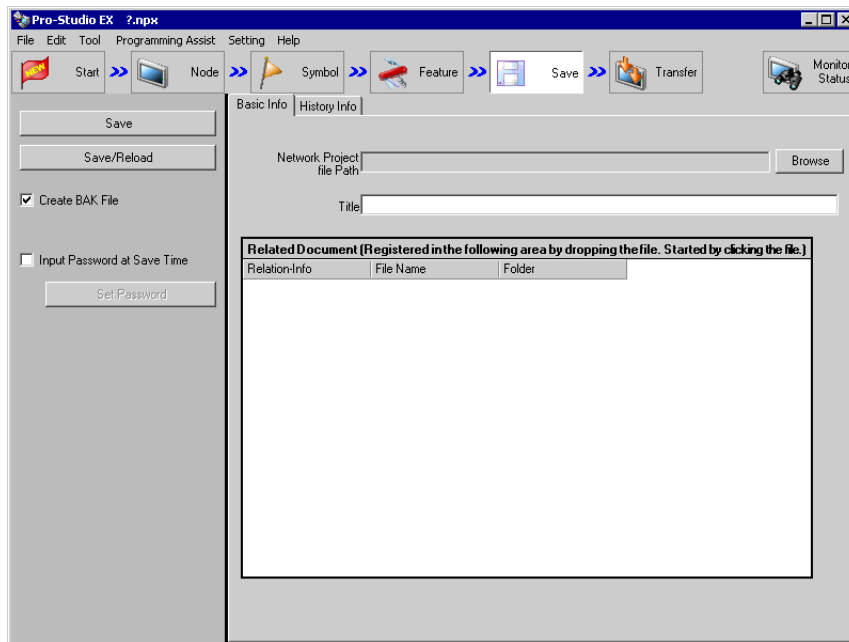 Pro-Studio EX ?.npx
File Edit Tool Programming Assist Setting Help
NEW Start Node Symbol Feature Save Transfer Monitor Status
Basic Info History Info
Save
Save/Reload
Network Project file Path Browse
Create BAK File
Title
Related Document (Registered in the following area by dropping the file. Started by clicking the file.)
Input Password at Save Time
Relation-Info File Name Folder
Set Password